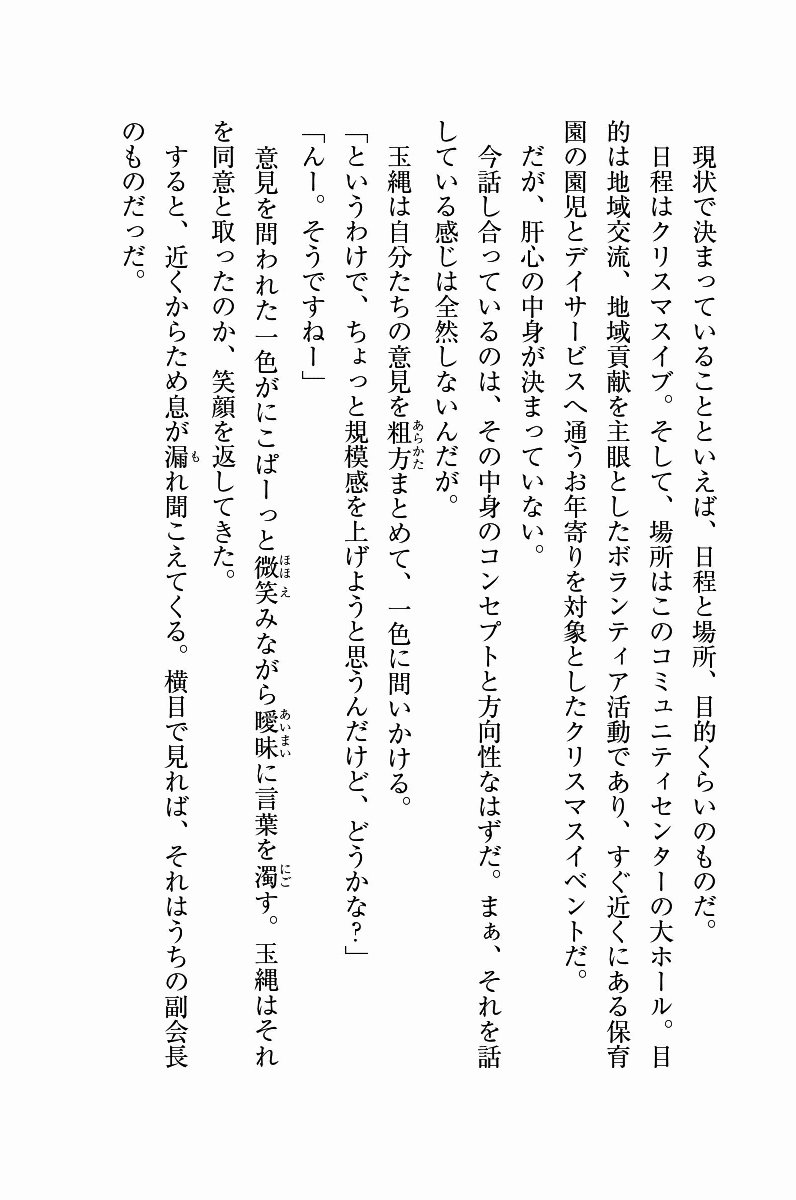 現状で決まっていることといえば、日程と場所、目的くらいのものだ。
日程はクリスマスイブ。そして、場所はこのコミュニティセンターの大ホール。目
的は地域交流、地域貢献を主眼としたボランティア活動であり、すぐ近くにある保育
園の園児とデイサービスへ通うお年寄りを対象としたクリスマスイベントだ。
だが、肝心の中身が決まっていない。
今話し合っているのは、その中身のコンセプトと方向性なはずだ。まぁ、それを話
している感じは全然しないんだが。
玉縄は自分たちの意見を粗方まとめて、一色に問いかける。
「というわけで、ちょっと規模感を上げようと思うんだけど、どうかな?」
「んー。そうですねー」
意見を問われた一色がにこぱーっと微笑みながら曖昧に言葉を濁す。玉縄はそれ
を同意と取ったのか、笑顔を返してきた。
すると、近くからため息が漏れ聞こえてくる。横目で見れば、それはうちの副会長
のものだっだ。